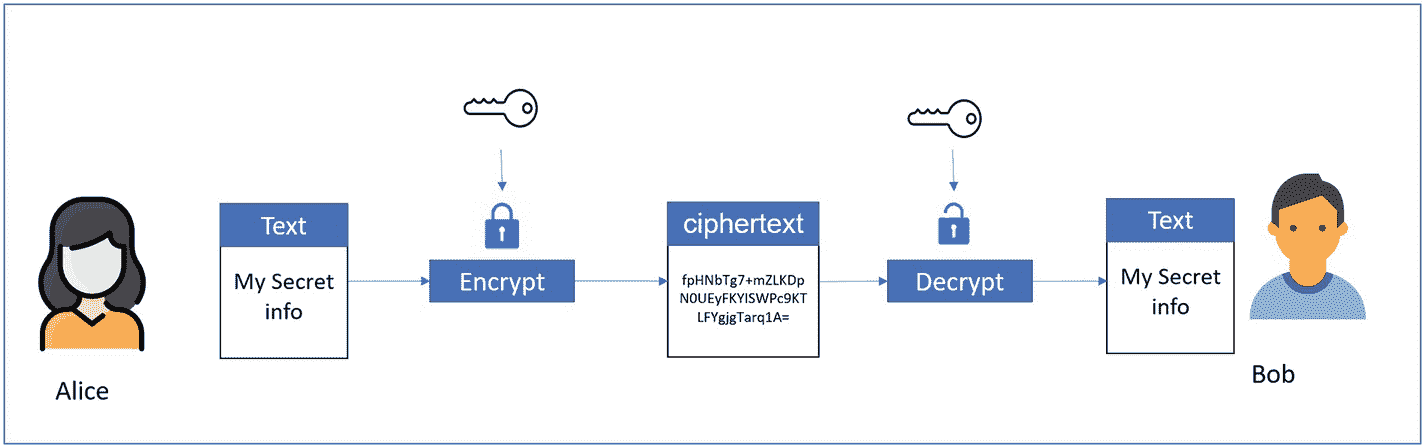 Text
My Secret
info
Encrypt
ciphertext
fpHNbTg7+mZLKDp
N0UEyFKYISWPc9KT
LFYgjgTarq1A=
Decrypt
Text
My Secret
info
Alice
Bob